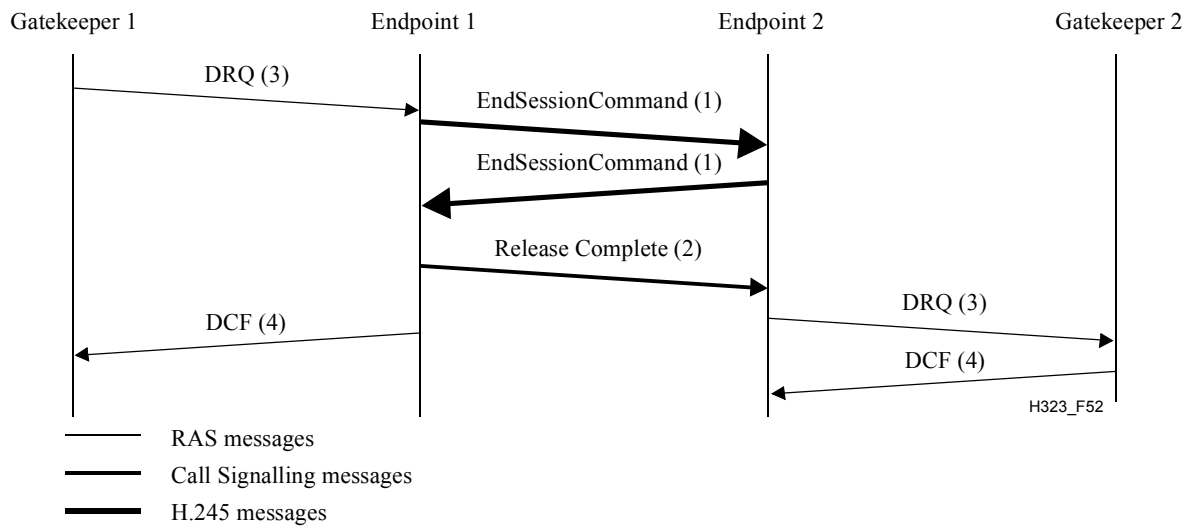 Gatekeeper 1
Endpoint 1
Endpoint 2
Gatekeeper 2
DRQ (3)
EndSessionCommand (1)
EndSessionCommand (1)
Release Complete (2)
DRQ (3)
DCF (4)
DCF (4)
H323_F52
RAS messages
Call Signalling messages
H.245 messages